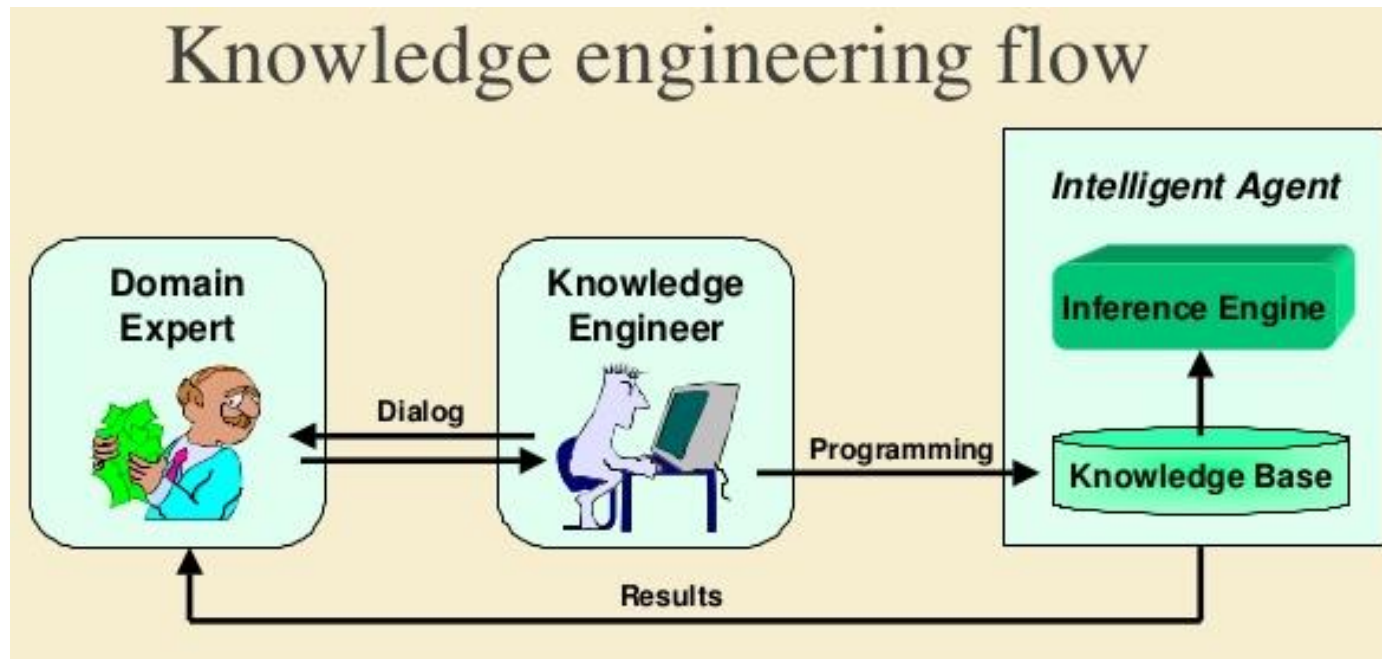 Knowledge engineering flow
Domain
Expert
Dialog
Knowledge
Engineer
Programming
Intelligent Agent
Inference Engine
Knowledge Base
Results